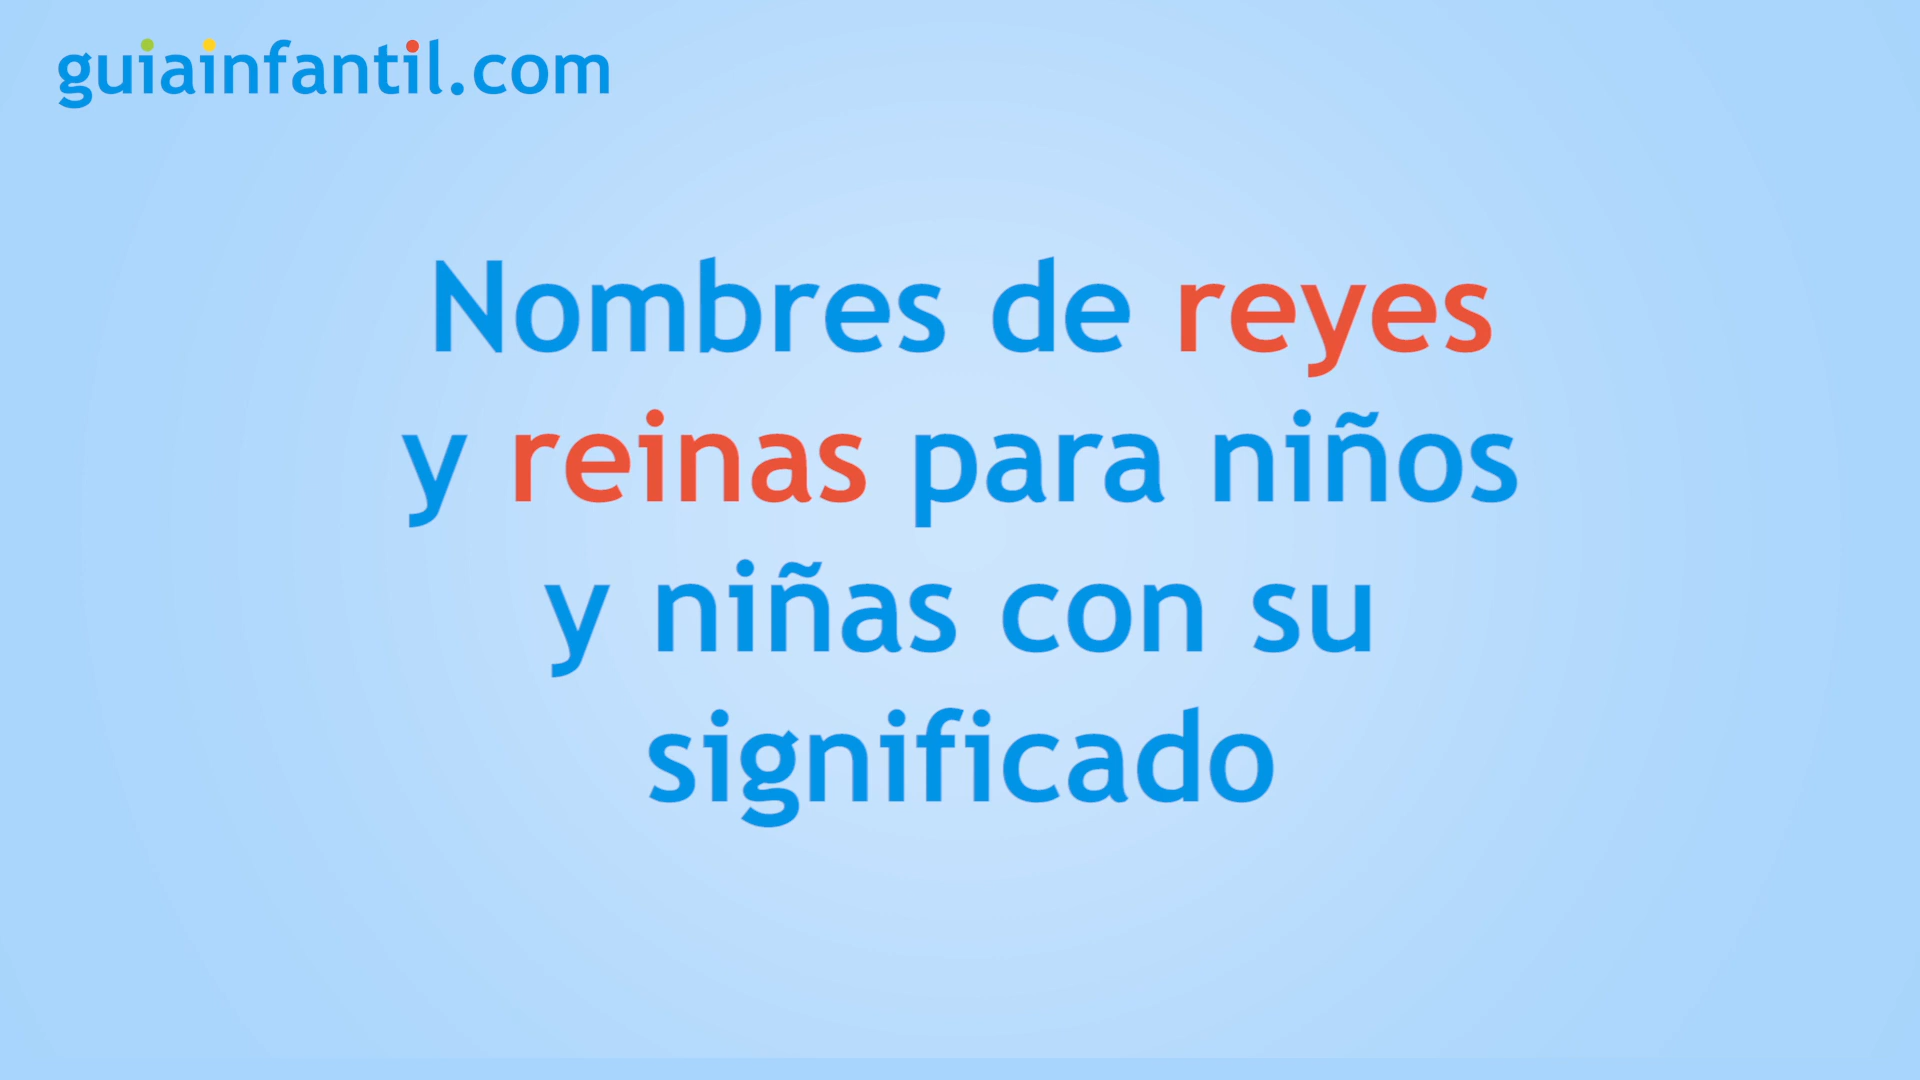 guiainfantil.com
Nombres de reyes
y reinas para niños
y niñas con su
significado